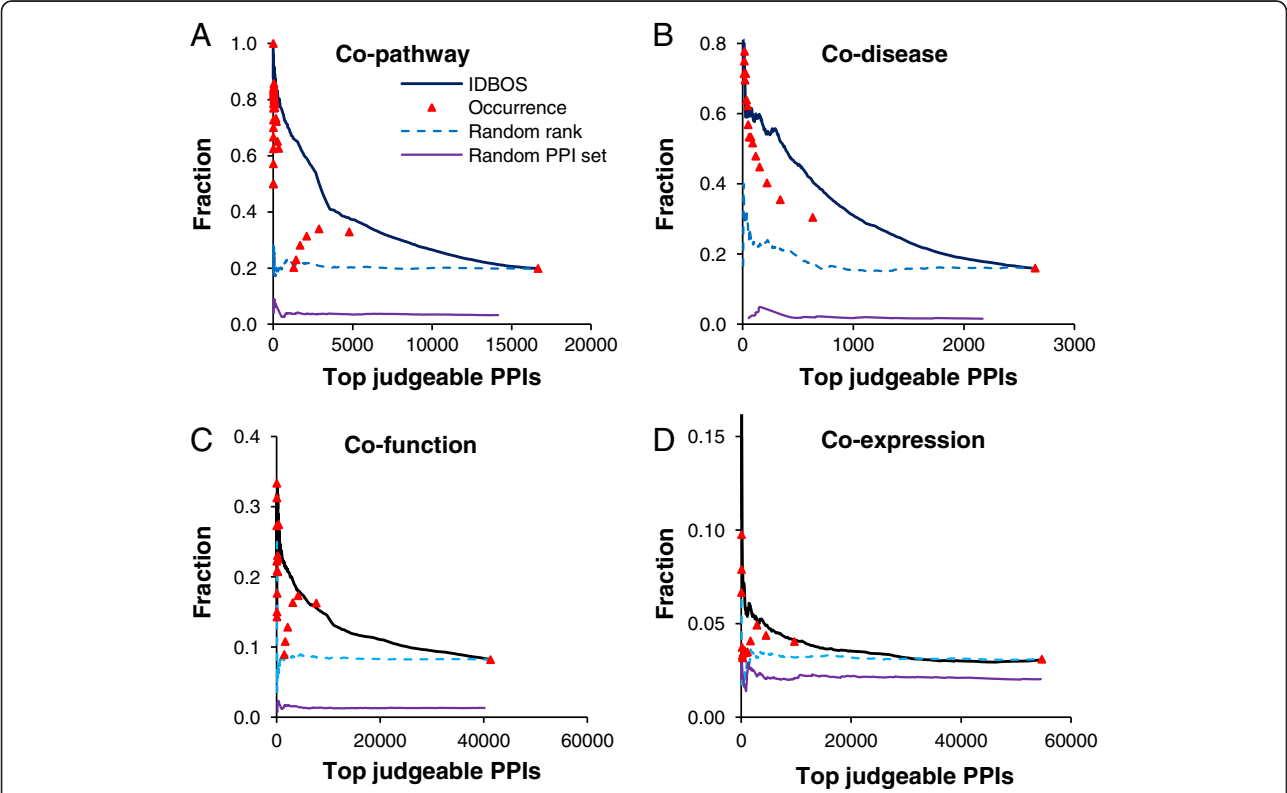 A
Co-pathway
IDBOS
Occurrence
Random rank
Random PPI set
Fraction
1.0
0.8
0.6
0.4
0.2
0.0
0 5000 10000 15000 20000
Top judgeable PPIs
B
Co-disease
Fraction
0.8
0.6
0.4
0.2
0.0
0 1000 2000 3000
Top judgeable PPIs
C
Co-function
Fraction
0.4
0.3
0.2
0.1
0.0
0 20000 40000 60000
Top judgeable PPIs
D
Co-expression
Fraction
0.15
0.10
0.05
0.00
0 20000 40000 60000
Top judgeable PPIs